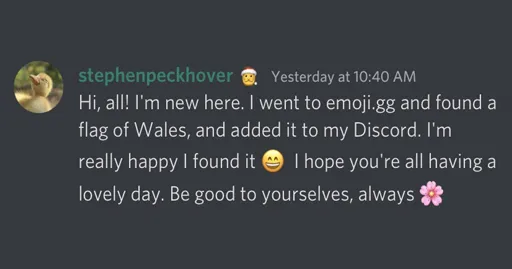 stephenpeckhover 🎅 Yesterday at 10:40 AM
Hi, all! I'm new here. I went to emoji.gg and found a
flag of Wales, and added it to my Discord. I'm
really happy I found it 😄 I hope you're all having a
lovely day. Be good to yourselves, always 🌸